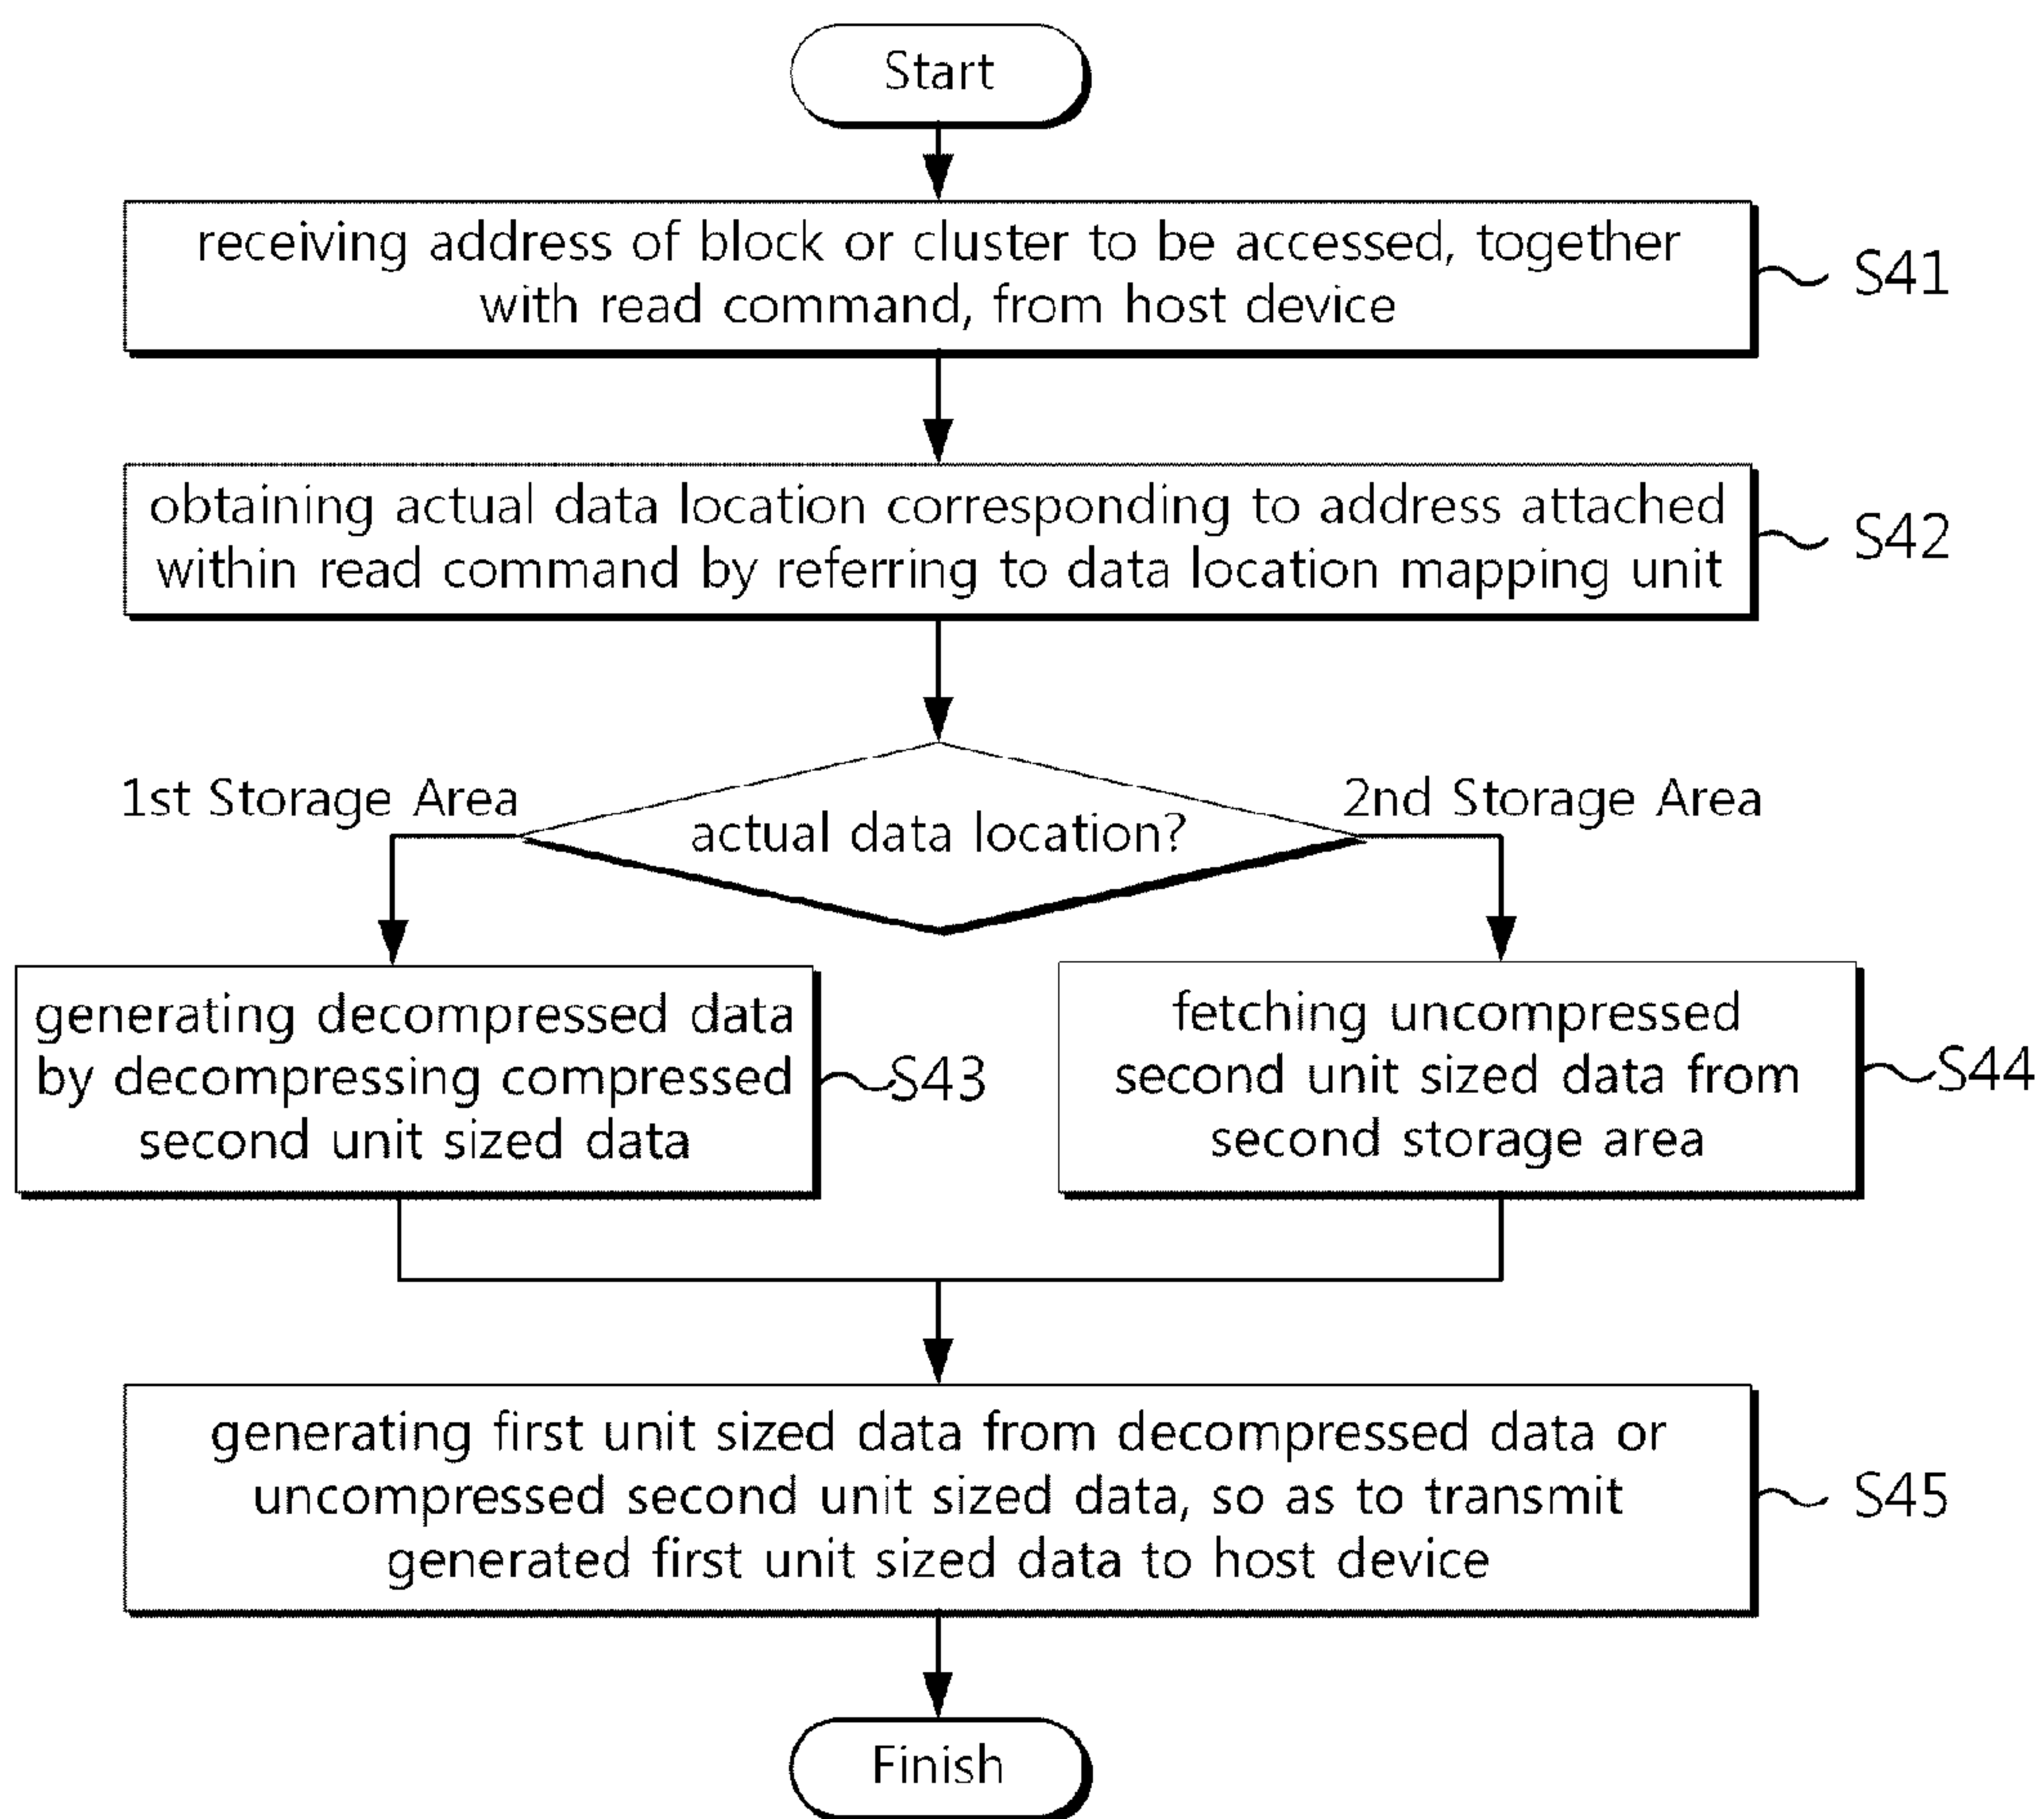 Start
receiving address of block or cluster to be accessed, together
with read command, from host device
S41
obtaining actual data location corresponding to address attached
within read command by referring to data location mapping unit
S42
1st Storage Area
actual data location?
2nd Storage Area
generating decompressed data
by decompressing compressed
second unit sized data
S43
fetching uncompressed
second unit sized data from
second storage area
S44
generating first unit sized data from decompressed data or
uncompressed second unit sized data, so as to transmit
generated first unit sized data to host device
S45
Finish